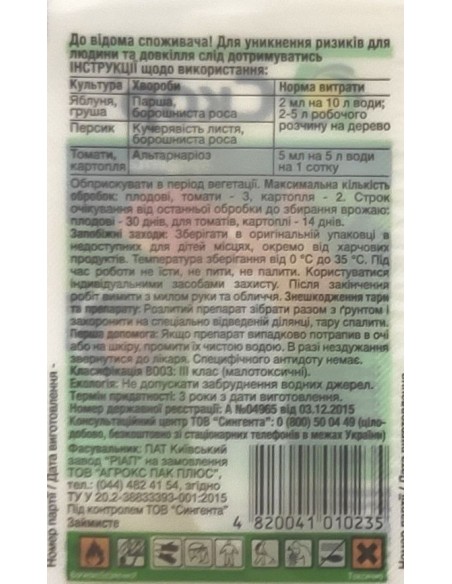 До відома споживача! Для уникнення ризиків для
людини та довкілля слід дотримуватись
ІНСТРУКЦІЇ щодо використання:
Культура Хвороби Норма витрати
Яблуня, груша Парша, борошниста роса 2 мл на 10 л води; 2-5 л робочого розчину на дерево
Персик Кучерявість листя, борошниста роса
Томати, картопля Альтернаріоз 5 мл на 5 л води на 1 сотку
Обприскувати в період вегетації. Максимальна кількість
обробок: плодові, томати - 3, картопля - 2. Строк
очікування від останньої обробки до збирання врожаю:
плодові - 30 днів, для томатів, картоплі - 14 днів.
Запобіжні заходи: Зберігати в оригінальній упаковці в
недоступних для дітей місцях, окремо від харчових
продуктів. Температура зберігання від 0 °С до 35 °С. Під
час роботи не їсти, не пити, не палити. Користуватися
індивідуальними засобами захисту. Після закінчення
робіт вимити з милом руки та обличчя. Знешкодження тари
та препарату: Розлитий препарат зібрати разом з ґрунтом і
захоронити на спеціально відведеній ділянці, тару спалити.
Перша допомога: Якщо препарат випадково потрапив в очі
або на шкіру, промити їх чистою водою. В разі нездужання
звернутися до лікаря. Специфічного антидоту немає.
Класифікація ВООЗ: III клас (малотоксичні)
Екологія: Не допускати забруднення водних джерел.
Термін придатності: 3 роки з дати виготовлення.
Номер державної реєстрації: А №04965 від 03.12.2015
Консультаційний центр ТОВ "Сингента": 0 (800) 50 04 49 (ціло-
добово, безкоштовно зі стаціонарних телефонів в межах України)
Фасувальник: ПАТ Київський
завод "РІАП" на замовлення
ТОВ "АГРОКС ПАК ПЛЮС",
тел.: (044) 482 41 54, згідно
ТУ У 20.2-38833393-001:2015
Під контролем ТОВ "Сингента"
Займисте
4 820041 010235
Номер партії / Дата виготовлення -